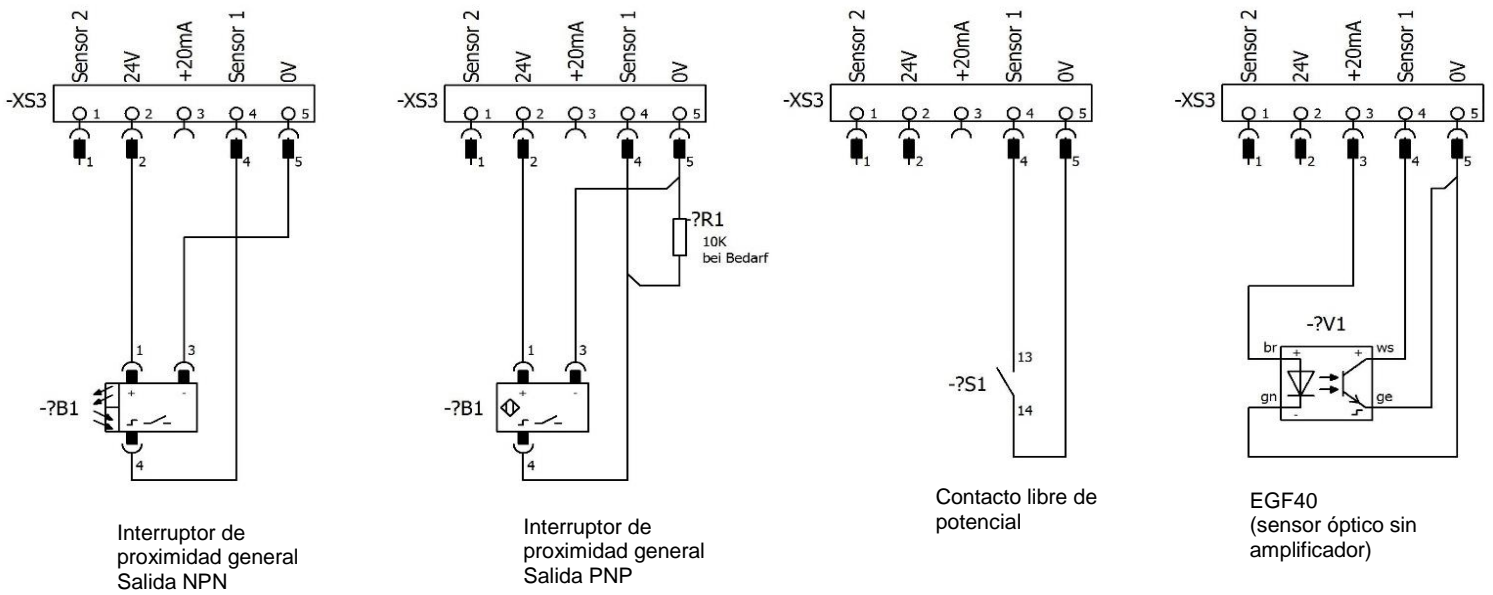 Sensor 2
24V
+20mA
Sensor 1
0V
-XS3
1 2 3 4 5
1 2 4 5
1 3
+ -
-?B1
4
Interruptor de
proximidad general
Salida NPN
Sensor 2
24V
+20mA
Sensor 1
0V
-XS3
1 2 3 4 5
1 2 4 5
-?R1
10K
bei Bedarf
1 3
+ -
-?B1
4
Interruptor de
proximidad general
Salida PNP
Sensor 2
24V
+20mA
Sensor 1
0V
-XS3
1 2 3 4 5
1 2 4 5
13
-?S1
14
Contacto libre de
potencial
Sensor 2
24V
+20mA
Sensor 1
0V
-XS3
1 2 3 4 5
1 2 3 4 5
-?V1
br + + ws
gn ge
-
EGF40
(sensor óptico sin
amplificador)